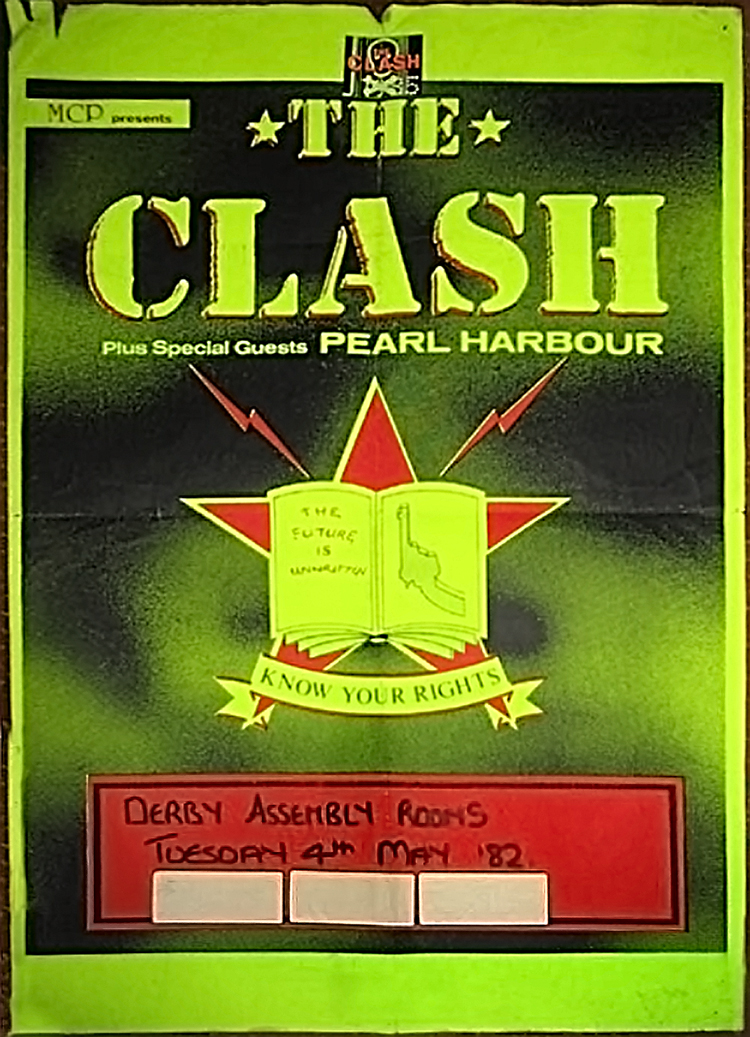 THE
CLASH
MCP presents
THE
CLASH
Plus Special Guests PEARL HARBOUR
THE
FUTURE
IS
UNWRITTEN
KNOW YOUR RIGHTS
DERBY ASSEMBLY ROOMS
TUESDAY 4th MAY '82.